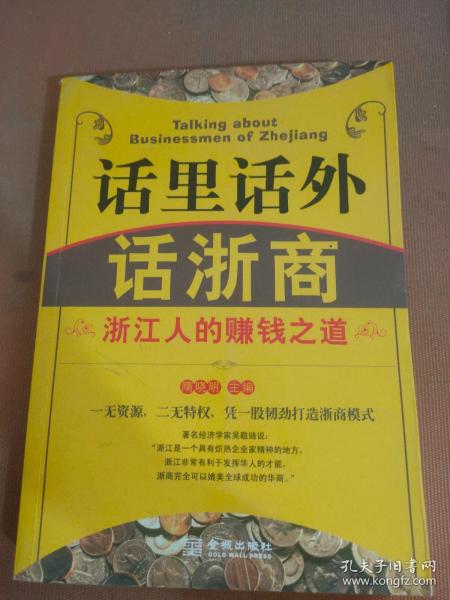 Talking about
Businessmen of Zhejiang
话里话外
话浙商
浙江人的赚钱之道
隋晓明 主编
一无资源，二无特权，凭一股韧劲打造浙商模式
著名经济学家吴敬琏说：
“浙江是一个具有炽热企业家精神的地方，
浙江非常有利于发挥华人的才能，
浙商完全可以媲美全球成功的华商。”
金城出版社
GOLD WALL PRESS
孔夫子旧书网
www.kongfz.com